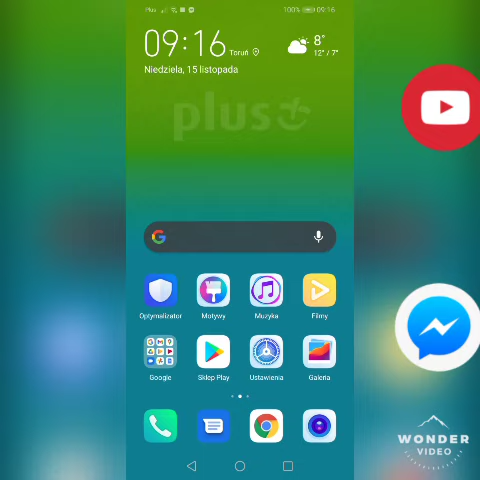 Plus
100% 09:16
09:16
Toruń
8°
12° / 7°
Niedziela, 15 listopada
plus
Optymalizator
Motywy
Muzyka
Filmy
Google
Sklep Play
Ustawienia
Galeria
WONDER
VIDEO